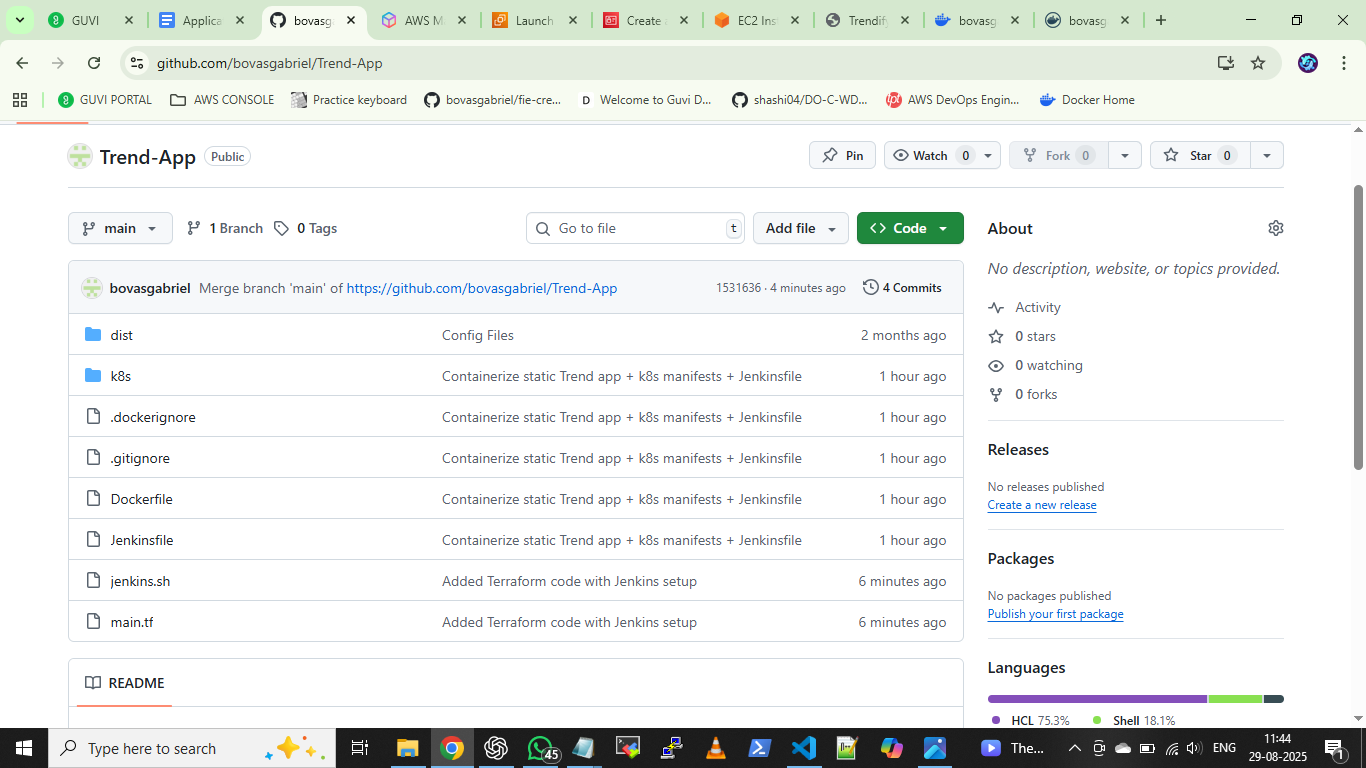 GUVI
Applica
bovasg
AWS M
Launch
Create a
EC2 Inst
Trendify
bovasg
bovasg
github.com/bovasgabriel/Trend-App
GUVI PORTAL
AWS CONSOLE
Practice keyboard
bovasgabriel/fie-cre...
Welcome to Guvi D...
shashi04/DO-C-WD...
AWS DevOps Engin...
Docker Home
Trend-App Public
Pin
Watch 0
Fork 0
Star 0
main
1 Branch
0 Tags
Go to file t
Add file
<> Code
About
No description, website, or topics provided.
bovasgabriel Merge branch 'main' of https://github.com/bovasgabriel/Trend-App 1531636 · 4 minutes ago 4 Commits
dist Config Files 2 months ago
k8s Containerize static Trend app + k8s manifests + Jenkinsfile 1 hour ago
.dockerignore Containerize static Trend app + k8s manifests + Jenkinsfile 1 hour ago
.gitignore Containerize static Trend app + k8s manifests + Jenkinsfile 1 hour ago
Dockerfile Containerize static Trend app + k8s manifests + Jenkinsfile 1 hour ago
Jenkinsfile Containerize static Trend app + k8s manifests + Jenkinsfile 1 hour ago
jenkins.sh Added Terraform code with Jenkins setup 6 minutes ago
main.tf Added Terraform code with Jenkins setup 6 minutes ago
README
Activity
0 stars
0 watching
0 forks
Releases
No releases published
Create a new release
Packages
No packages published
Publish your first package
Languages
HCL 75.3%
Shell 18.1%
Type here to search
45
The...
ENG
11:44
29-08-2025
1